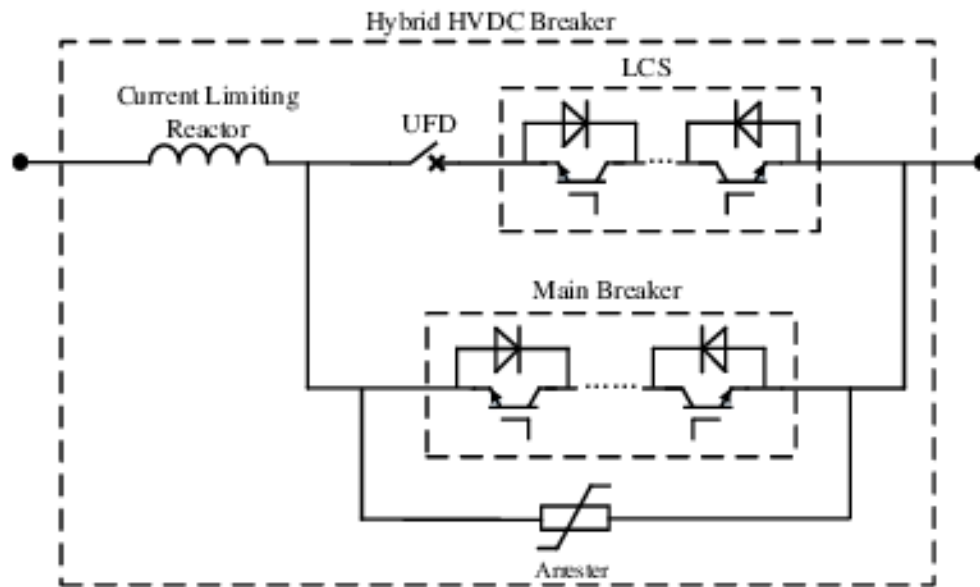 Hybrid HVDC Breaker
LCS
Current Limiting
Reactor
UFD
Main Breaker
Arrester